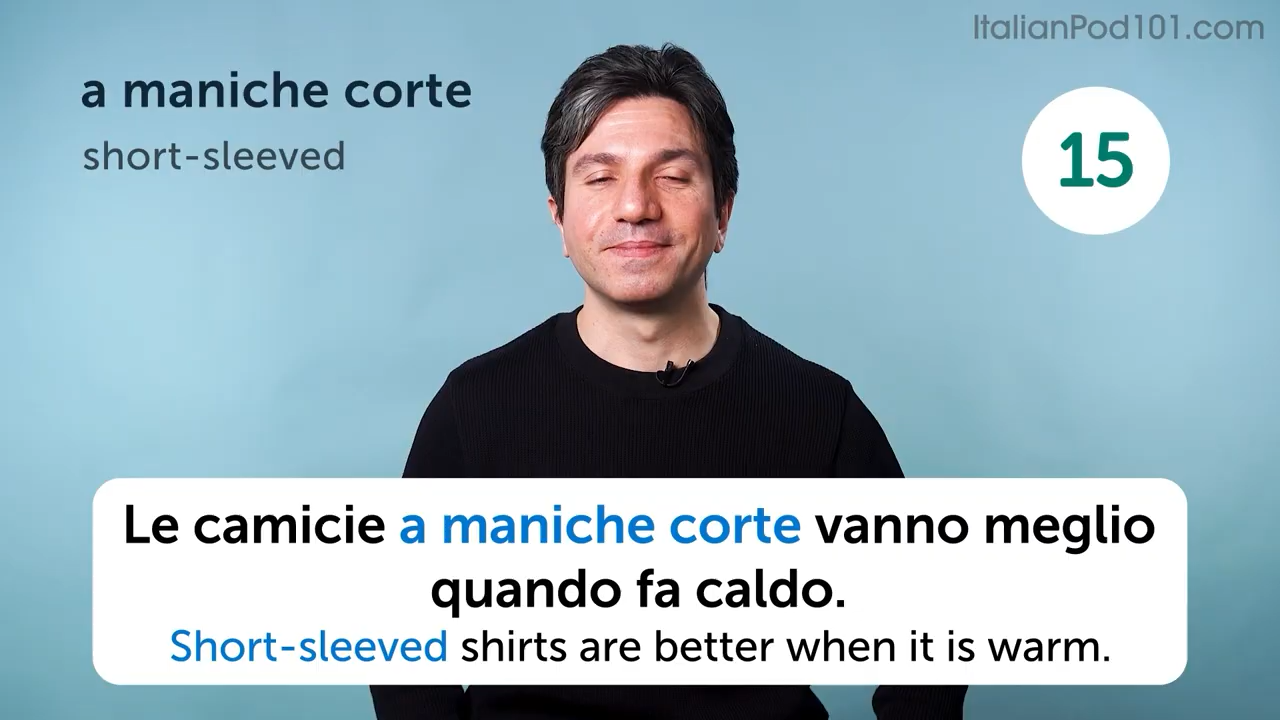 ItalianPod101.com
a maniche corte
short-sleeved
15
Le camicie a maniche corte vanno meglio
quando fa caldo.
Short-sleeved shirts are better when it is warm.